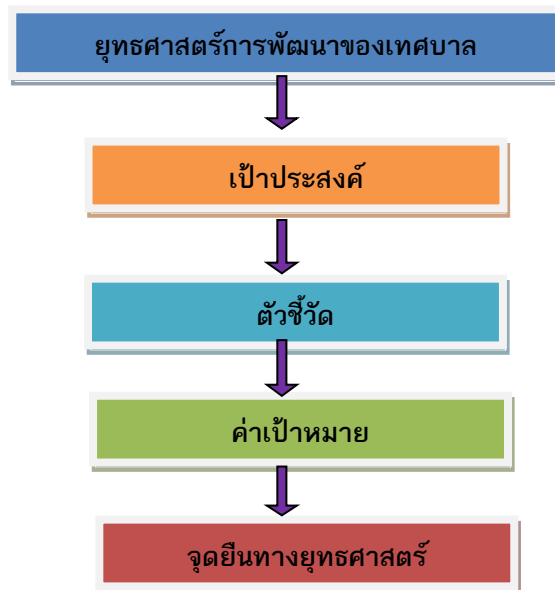 ยุทธศาสตร์การพัฒนาของเทศบาล
เป้าประสงค์
ตัวชี้วัด
ค่าเป้าหมาย
จุดยืนทางยุทธศาสตร์